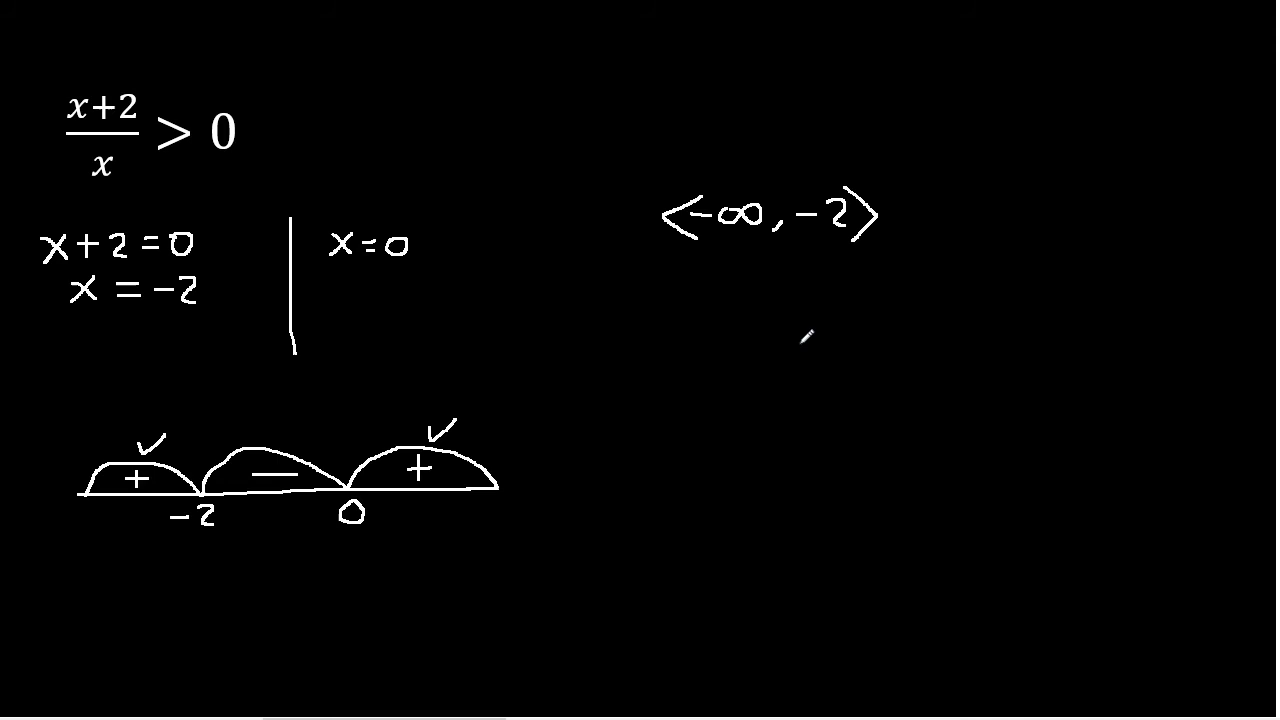 x+2
x
> 0
x+2=0
x = -2
x=0
<-∞,-2>
✓ ✓
+ - +
-2 0